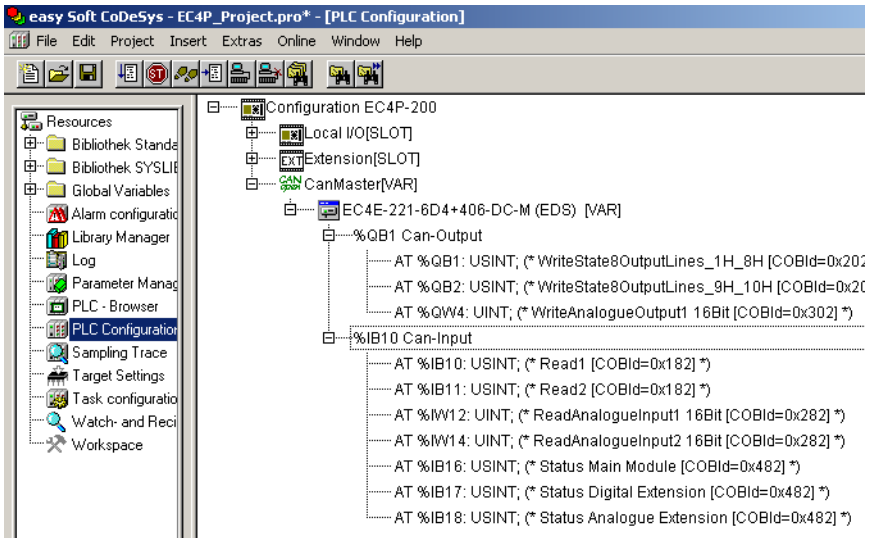 easy Soft CoDeSys - EC4P_Project.pro* - [PLC Configuration]
File Edit Project Insert Extras Online Window Help
Resources
Bibliothek Standa
Bibliothek SYSLIB
Global Variables
Alarm configuratio
Library Manager
Log
Parameter Manag
PLC - Browser
PLC Configuration
Sampling Trace
Target Settings
Task configuratio
Watch- and Reci
Workspace
Configuration EC4P-200
Local I/O[SLOT]
EXT Extension[SLOT]
CAN open CanMaster[VAR]
EC4E-221-6D4+406-DC-M (EDS) [VAR]
%QB1 Can-Output
AT %QB1: USINT; (* WriteState8OutputLines_1H_8H [COBId=0x202
AT %QB2: USINT; (* WriteState8OutputLines_9H_10H [COBId=0x20
AT %QW4: UINT; (* WriteAnalogueOutput1 16Bit [COBId=0x302] *)
%IB10 Can-Input
AT %IB10: USINT; (* Read1 [COBId=0x182] *)
AT %IB11: USINT; (* Read2 [COBId=0x182] *)
AT %IW12: UINT; (* ReadAnalogueInput1 16Bit [COBId=0x282] *)
AT %IW14: UINT; (* ReadAnalogueInput2 16Bit [COBId=0x282] *)
AT %IB16: USINT; (* Status Main Module [COBId=0x482] *)
AT %IB17: USINT; (* Status Digital Extension [COBId=0x482] *)
AT %IB18: USINT; (* Status Analogue Extension [COBId=0x482] *)